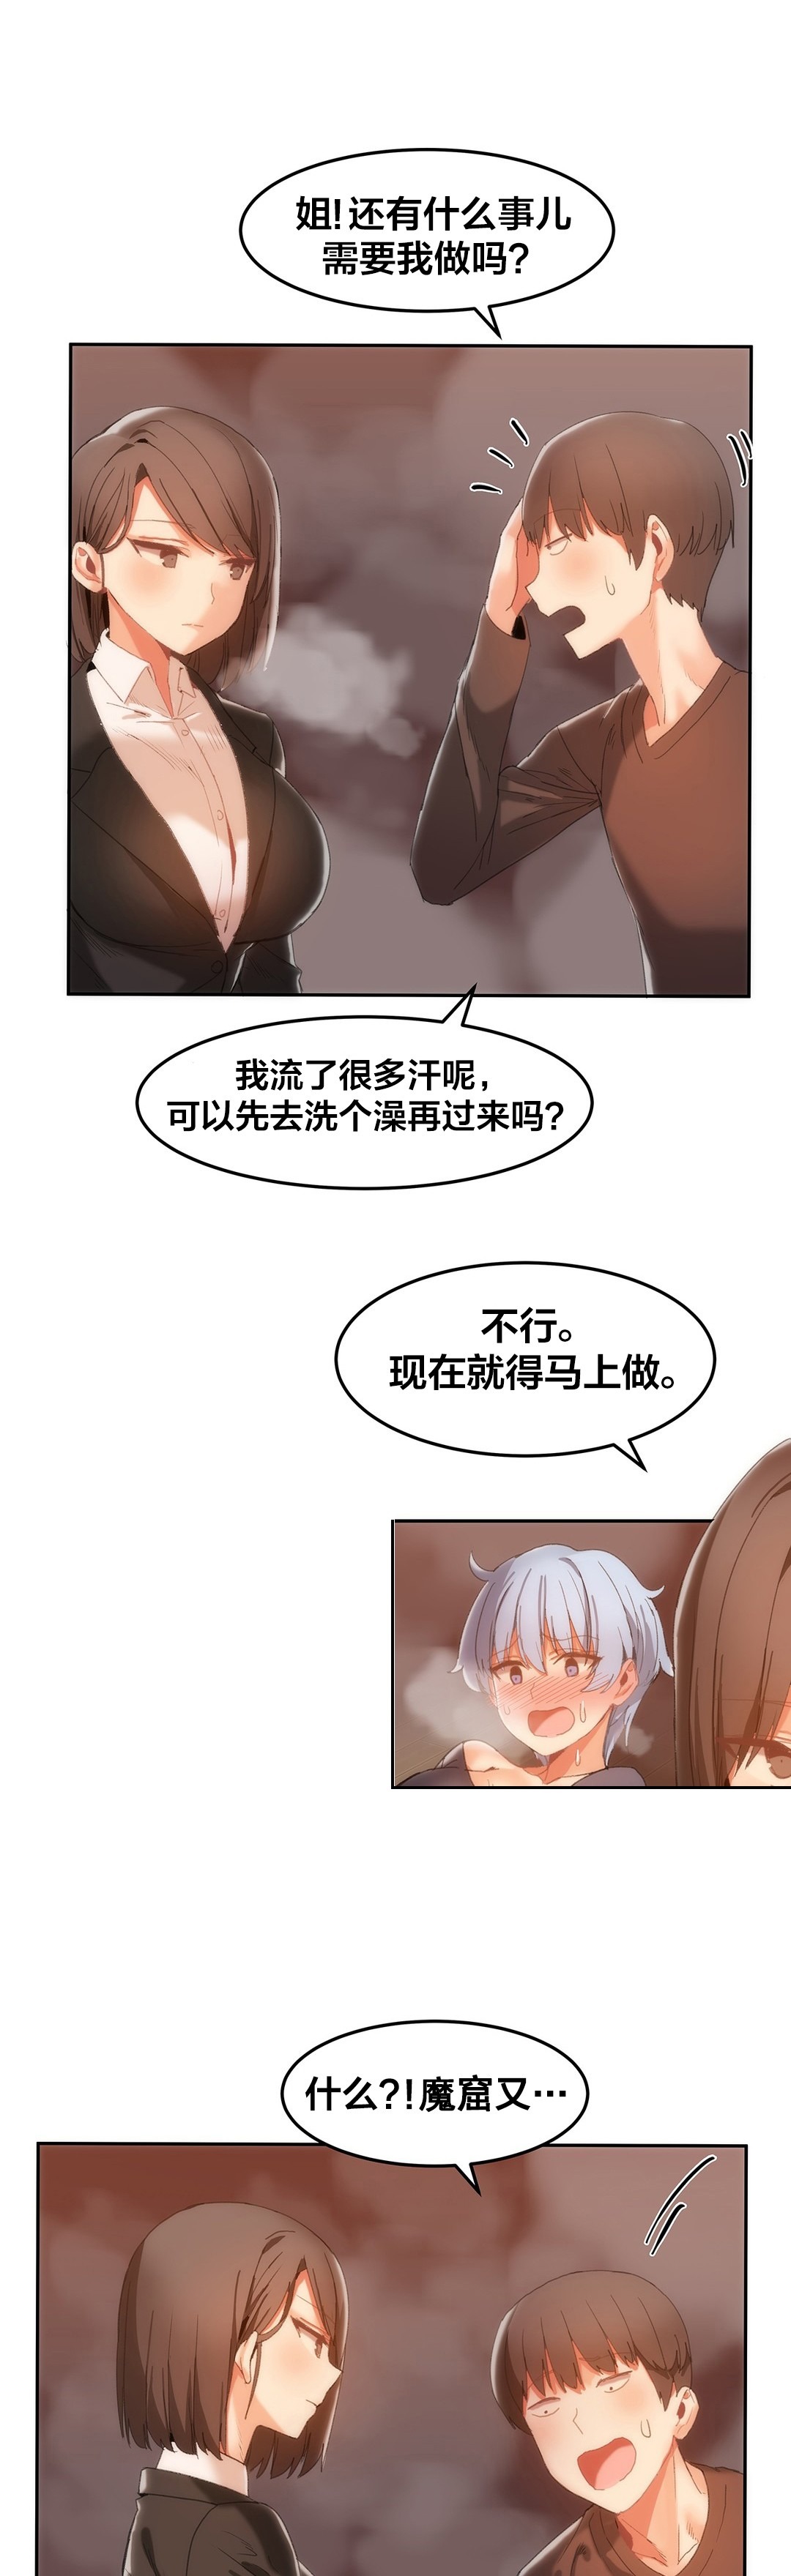 姐!还有什么事儿
需要我做吗?
我流了很多汗呢，
可以先去洗个澡再过来吗?
不行。
现在就得马上做。
什么?!魔窟又…